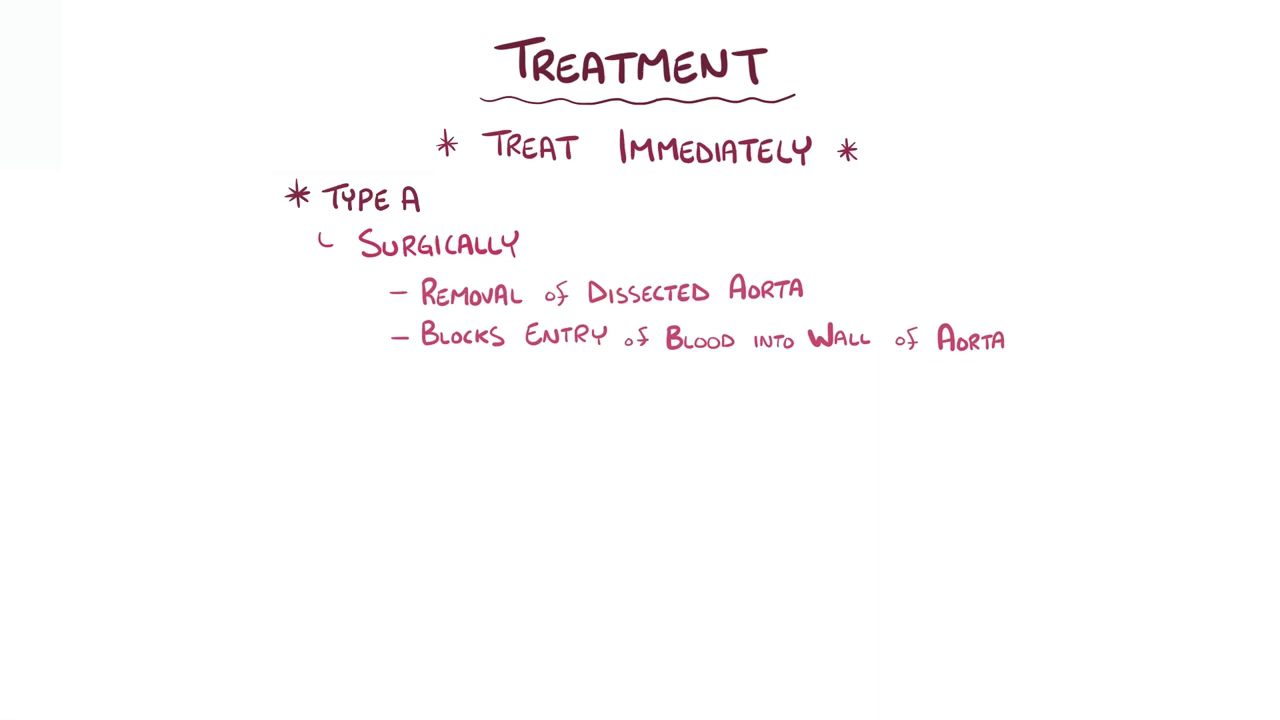 TREATMENT
* TREAT IMMEDIATELY *
* TYPE A
SURGICALLY
- REMOVAL of DISSECTED AORTA
- BLOCKS ENTRY of BLOOD INTO WALL of AORTA